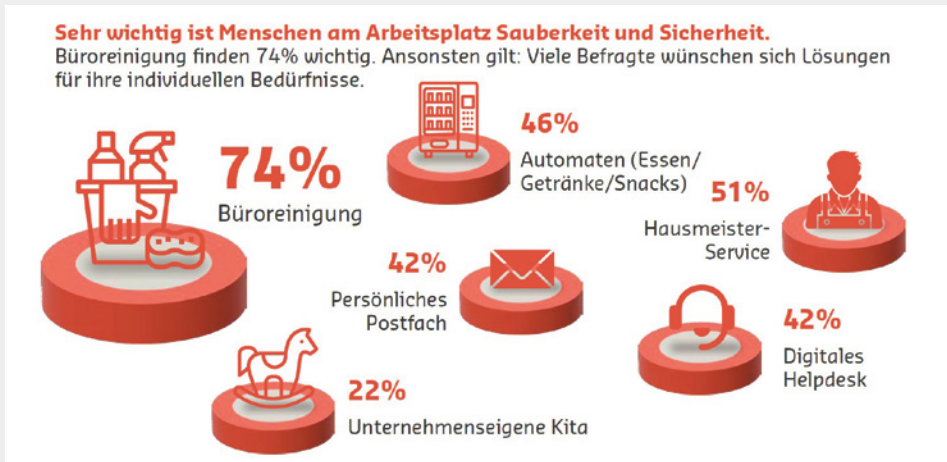 Sehr wichtig ist Menschen am Arbeitsplatz Sauberkeit und Sicherheit.
Büroreinigung finden 74% wichtig. Ansonsten gilt: Viele Befragte wünschen sich Lösungen
für ihre individuellen Bedürfnisse.
74%
Büroreinigung
46%
Automaten (Essen/
Getränke/Snacks)
51%
Hausmeister-
Service
42%
Persönliches
Postfach
42%
Digitales
Helpdesk
22%
Unternehmenseigene Kita